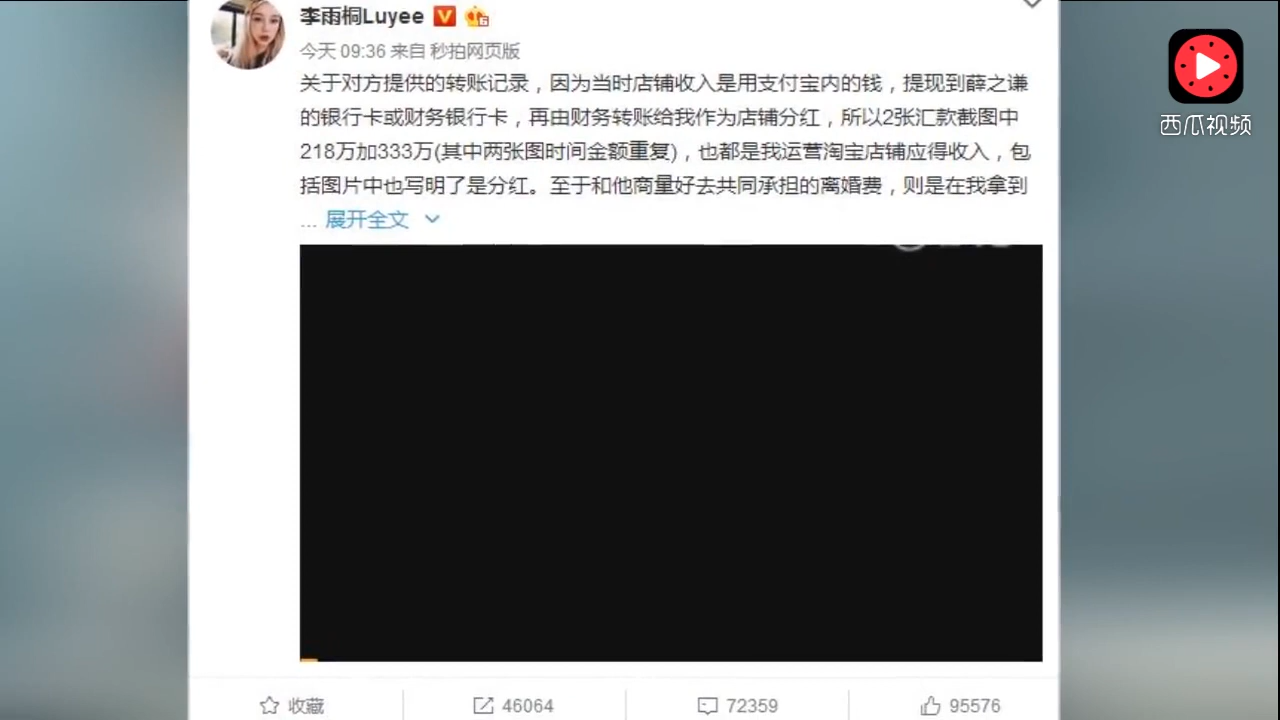 李雨桐Luyee
今天 09:36 来自 秒拍网页版
关于对方提供的转账记录，因为当时店铺收入是用支付宝内的钱，提现到薛之谦
的银行卡或财务银行卡，再由财务转账给我作为店铺分红，所以2张汇款截图中
218万加333万(其中两张图时间金额重复)，也都是我运营淘宝店铺应得收入，包
括图片中也写明了是分红。至于和他商量好去共同承担的离婚费，则是在我拿到
... 展开全文
西瓜视频
收藏
46064
72359
95576